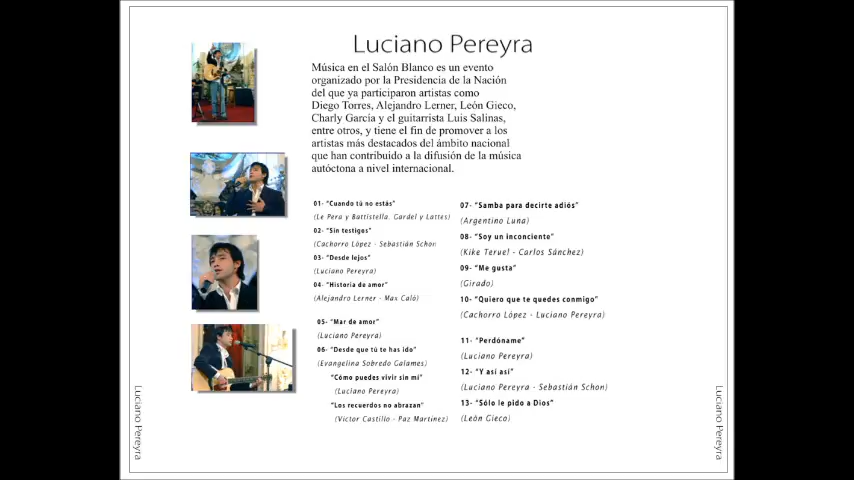 Luciano Pereyra
Música en el Salón Blanco es un evento
organizado por la Presidencia de la Nación
del que ya participaron artistas como
Diego Torres, Alejandro Lerner, León Gieco,
Charly García y el guitarrista Luis Salinas,
entre otros, y tiene el fin de promover a los
artistas más destacados del ámbito nacional
que han contribuido a la difusión de la música
autóctona a nivel internacional.
01- “Cuando tú no estás”
(Le Pera y Battistella. Gardel y Lattes)
02- “Sin testigos”
(Cachorro López - Sebastián Schon
03- “Desde lejos”
(Luciano Pereyra)
04- “Historia de amor”
(Alejandro Lerner - Max Caló)
05- “Mar de amor”
(Luciano Pereyra)
06- “Desde que tú te has ido”
(Evangelina Sobredo Galames)
“Cómo puedes vivir sin mí”
(Luciano Pereyra)
“Los recuerdos no abrazan”
(Víctor Castillo - Paz Martínez)
07- “Samba para decirte adiós”
(Argentino Luna)
08- “Soy un inconciente”
(Kike Teruel - Carlos Sánchez)
09- “Me gusta”
(Girado)
10- “Quiero que te quedes conmigo”
(Cachorro López - Luciano Pereyra)
11- “Perdóname”
(Luciano Pereyra)
12- “Y así así”
(Luciano Pereyra - Sebastián Schon)
13- “Sólo le pido a Dios”
(León Gieco)
Luciano Pereyra
Luciano Pereyra